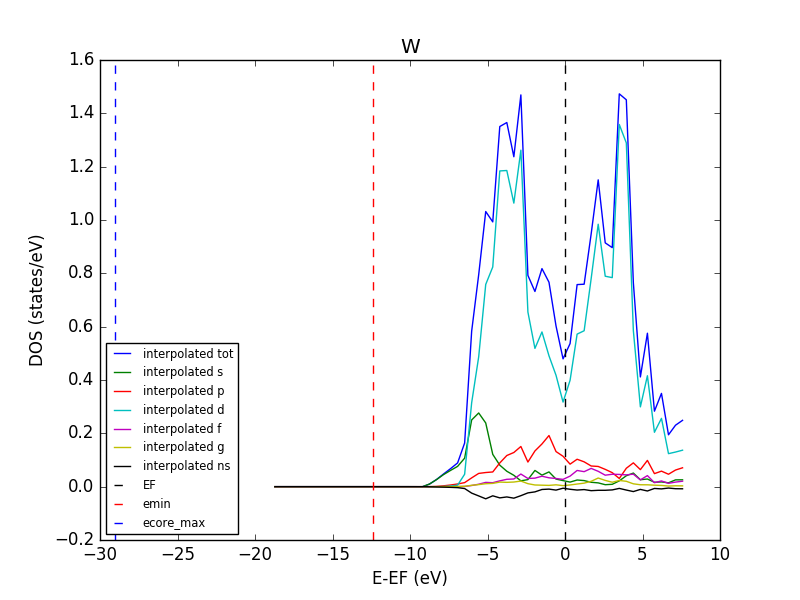 W
1.6
1.4
1.2
1.0
0.8
0.6
0.4
0.2
0.0
−0.2
DOS (states/eV)
interpolated tot
interpolated s
interpolated p
interpolated d
interpolated f
interpolated g
interpolated ns
EF
emin
ecore_max
−30 −25 −20 −15 −10 −5 0 5 10
E-EF (eV)